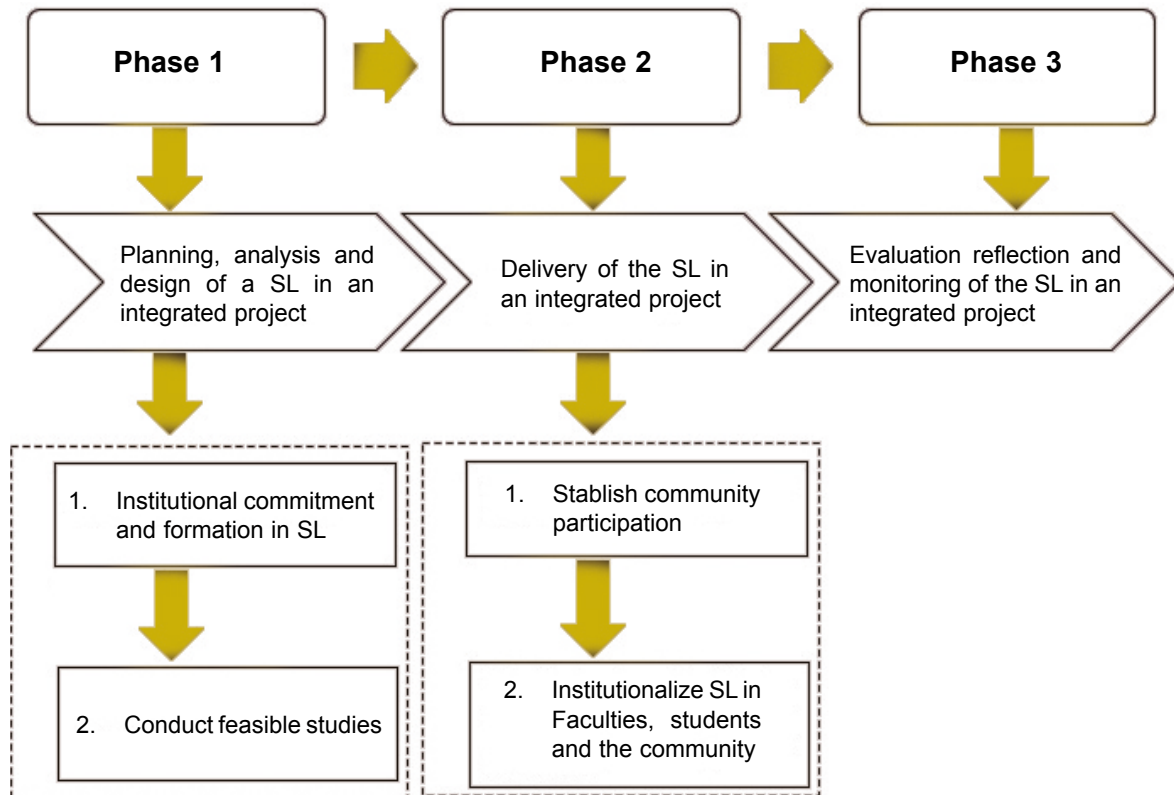 Phase 1
Phase 2
Phase 3
Planning, analysis and
design of a SL in an
integrated project
Delivery of the SL in
an integrated project
Evaluation reflection and
monitoring of the SL in an
integrated project
1. Institutional commitment
and formation in SL
2. Conduct feasible studies
1. Stablish community
participation
2. Institutionalize SL in
Faculties, students
and the community